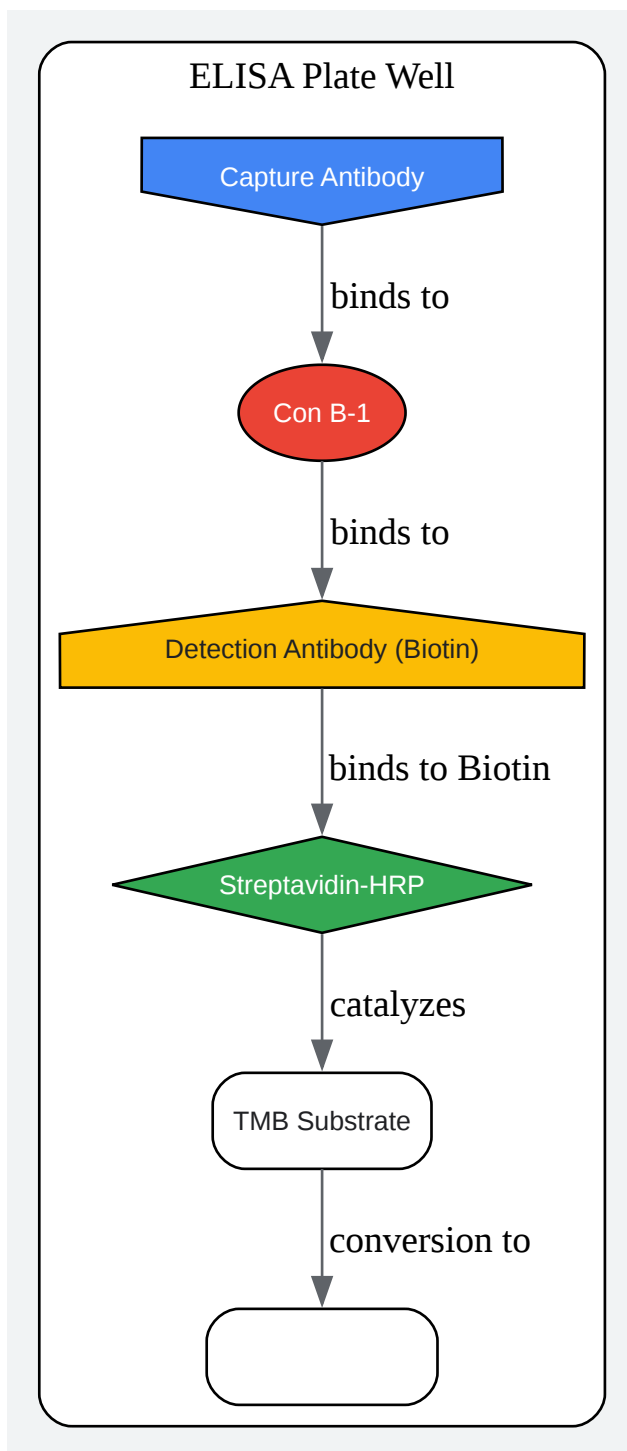 ELISA Plate Well
Capture Antibody
binds to
Con B-1
binds to
Detection Antibody (Biotin)
binds to Biotin
Streptavidin-HRP
catalyzes
TMB Substrate
conversion to